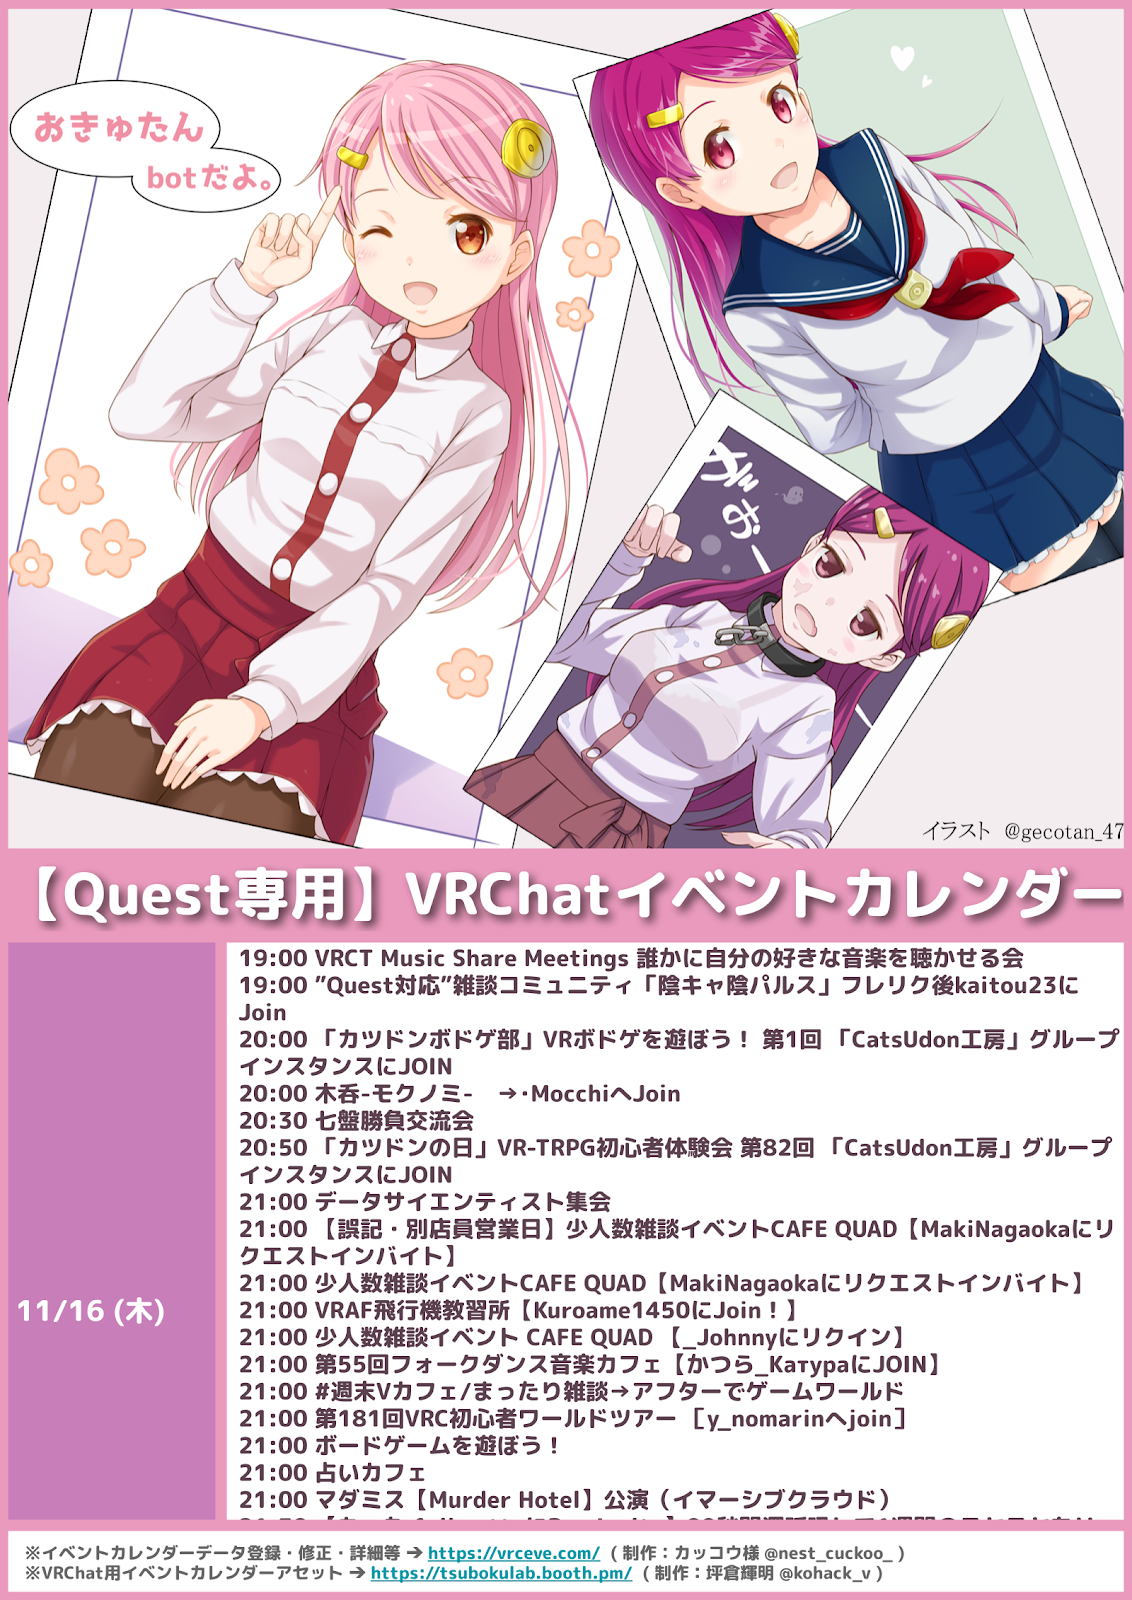 おきゅたん
botだよ。
がおー
イラスト @gecotan_47
【Quest専用】VRChatイベントカレンダー
11/16 (木)
19:00 VRCT Music Share Meetings 誰かに自分の好きな音楽を聴かせる会
19:00 ”Quest対応”雑談コミュニティ「陰キャ陰パルス」フレリク後kaitou23に
Join
20:00 「カツドンボドゲ部」VRボドゲを遊ぼう！ 第1回 「CatsUdon工房」グループ
インスタンスにJOIN
20:00 木呑-モクノミ-　→･MocchiへJoin
20:30 七盤勝負交流会
20:50 「カツドンの日」VR-TRPG初心者体験会 第82回 「CatsUdon工房」グループ
インスタンスにJOIN
21:00 データサイエンティスト集会
21:00 【誤記・別店員営業日】少人数雑談イベントCAFE QUAD【MakiNagaokaにリ
クエストインバイト】
21:00 少人数雑談イベントCAFE QUAD【MakiNagaokaにリクエストインバイト】
21:00 VRAF飛行機教習所【Kuroame1450にJoin！】
21:00 少人数雑談イベント CAFE QUAD 【_Johnnyにリクイン】
21:00 第55回フォークダンス音楽カフェ【かつら_KaтypaにJOIN】
21:00 #週末Vカフェ/まったり雑談→アフターでゲームワールド
21:00 第181回VRC初心者ワールドツアー ［y_nomarinへjoin］
21:00 ボードゲームを遊ぼう！
21:00 占いカフェ
21:00 マダミス【Murder Hotel】公演（イマーシブクラウド）
※イベントカレンダーデータ登録・修正・詳細等 ➔ https://vrceve.com/ （ 制作：カッコウ様 @nest_cuckoo_ ）
※VRChat用イベントカレンダーアセット ➔ https://tsubokulab.booth.pm/ （ 制作：坪倉輝明 @kohack_v ）